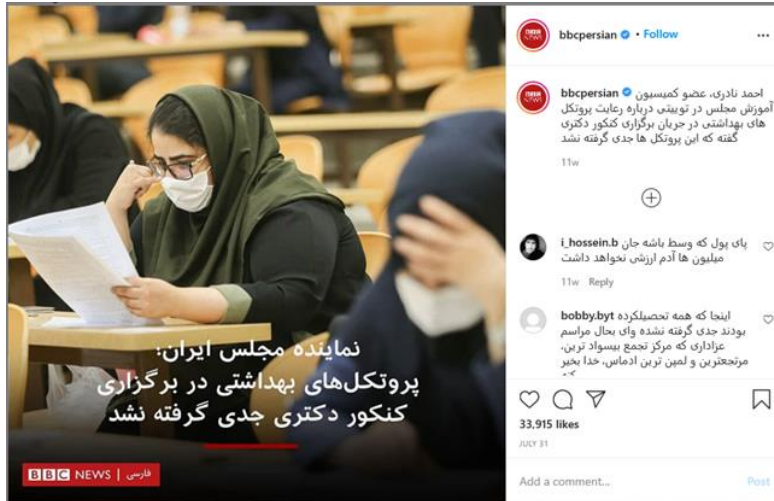 نماینده مجلس ایران:
پروتکل‌های بهداشتی در برگزاری
کنکور دکتری جدی گرفته نشد
BBC NEWS | فارسی
BBC NEWS
bbcpersian • Follow
BBC NEWS
bbcpersian احمد نادری، عضو کمیسیون
آموزش مجلس در توییتی درباره رعایت پروتکل
های بهداشتی در جریان برگزاری کنکور دکتری
گفته که این پروتکل ها جدی گرفته نشد
11w
i_hossein.b پای پول که وسط باشه جان
میلیون ها آدم ارزشی نخواهد داشت
11w Reply
bobby.byt اینجا که همه تحصیلکرده
بودند جدی گرفته نشده وای بحال مراسم
عزاداری که مرکز تجمع بیسواد ترین،
مرتجعترین و لمپن ترین ادماس، خدا بخیر
33,915 likes
JULY 31
Add a comment...
Post